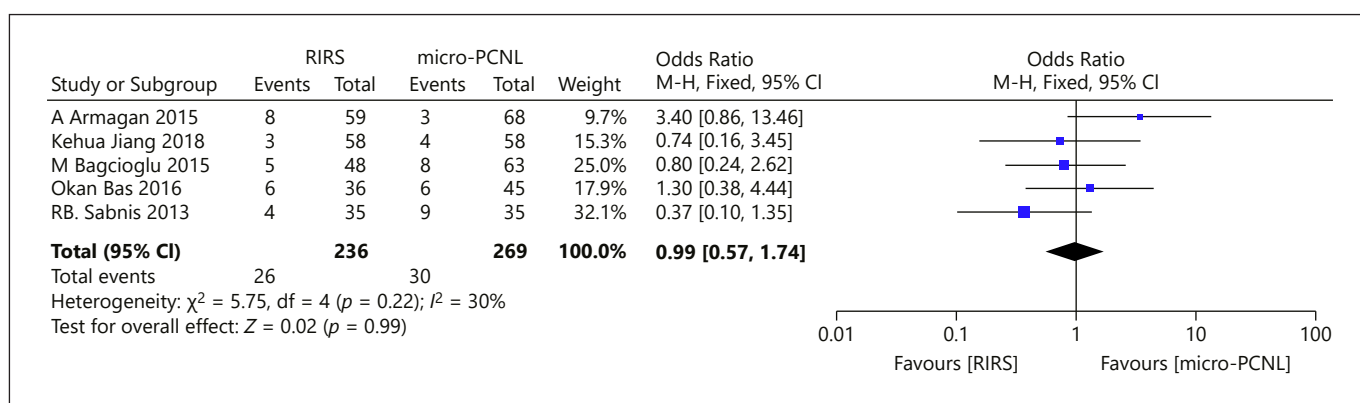 RIRS micro-PCNL Odds Ratio Odds Ratio
Study or Subgroup Events Total Events Total Weight M-H, Fixed, 95% Cl M-H, Fixed, 95% Cl
A Armagan 2015 8 59 3 68 9.7% 3.40 [0.86, 13.46]
Kehua Jiang 2018 3 58 4 58 15.3% 0.74 [0.16, 3.45]
M Bagcioglu 2015 5 48 8 63 25.0% 0.80 [0.24, 2.62]
Okan Bas 2016 6 36 6 45 17.9% 1.30 [0.38, 4.44]
RB. Sabnis 2013 4 35 9 35 32.1% 0.37 [0.10, 1.35]
Total (95% Cl) 236 269 100.0% 0.99 [0.57, 1.74]
Total events 26 30
Heterogeneity: χ² = 5.75, df = 4 (p = 0.22); I² = 30%
Test for overall effect: Z = 0.02 (p = 0.99)
0.01 0.1 1 10 100
Favours [RIRS] Favours [micro-PCNL]